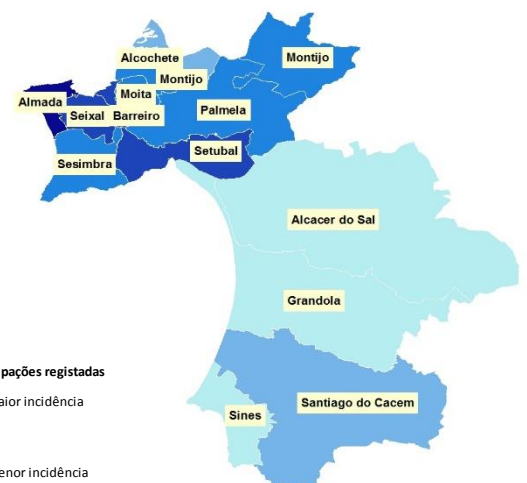 Alcochete
Montijo
Montijo
Almada
Moita
Seixal
Barreiro
Palmela
Setubal
Sesimbra
Alcacer do Sal
Grandola
pações registadas
aior incidência
Santiago do Cacem
Sines
enor incidência